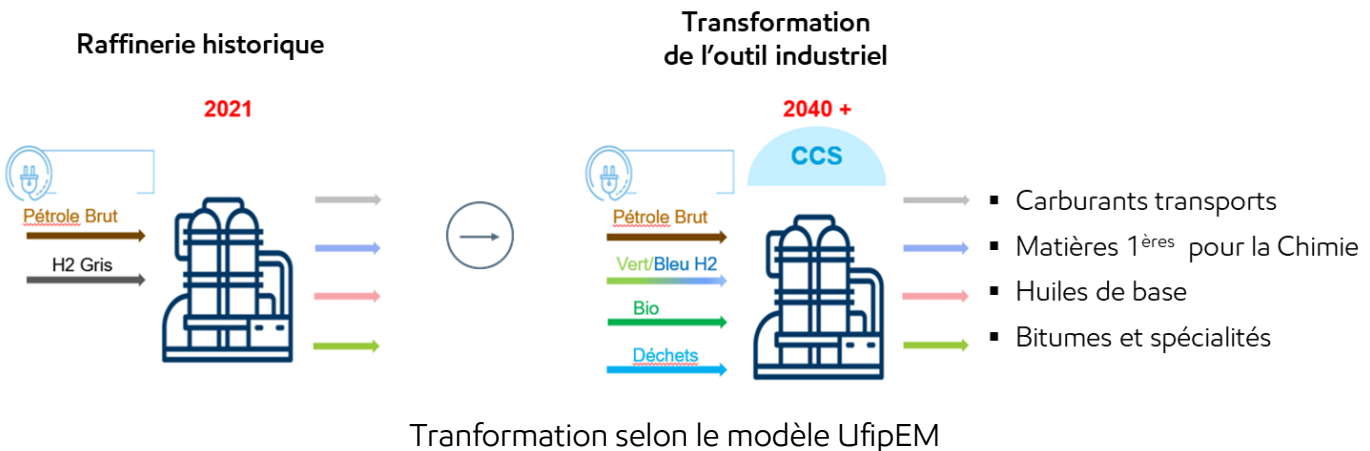 Raffinerie historique
2021
Pétrole Brut
H2 Gris
Transformation
de l'outil industriel
2040 +
CCS
Pétrole Brut
Vert/Bleu H2
Bio
Déchets
▪ Carburants transports
▪ Matières 1ères pour la Chimie
▪ Huiles de base
▪ Bitumes et spécialités
Tranformation selon le modèle UfipEM